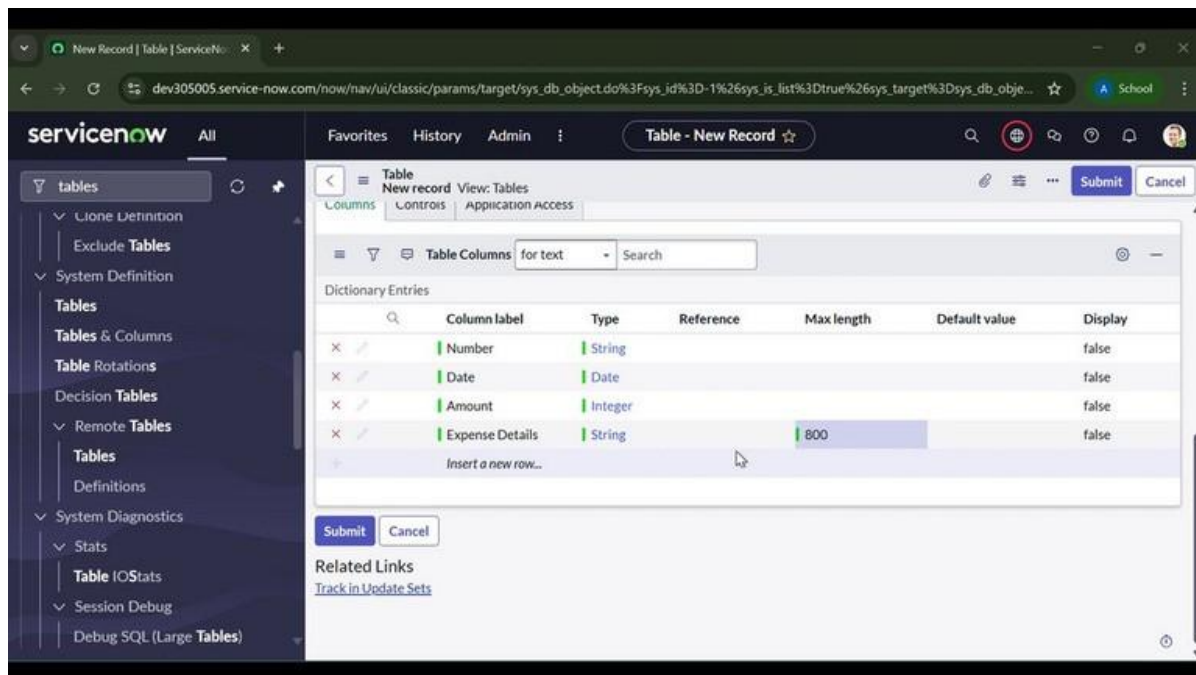 New Record | Table | ServiceNo
dev305005.service-now.com/now/nav/ui/classic/params/target/sys_db_object.do%3Fsys_id%3D-1%26sys_is_list%3Dtrue%26sys_target%3Dsys_db_obje...
A School
servicenow All Favorites History Admin Table - New Record
tables
Clone Definition
Exclude Tables
System Definition
Tables
Tables & Columns
Table Rotations
Decision Tables
Remote Tables
Tables
Definitions
System Diagnostics
Stats
Table IOStats
Session Debug
Debug SQL (Large Tables)
Table
New record View: Tables
Submit Cancel
Columns Controls Application Access
Table Columns for text Search
Dictionary Entries
Column label Type Reference Max length Default value Display
Number String false
Date Date false
Amount Integer false
Expense Details String 800 false
Insert a new row...
Submit Cancel
Related Links
Track in Update Sets